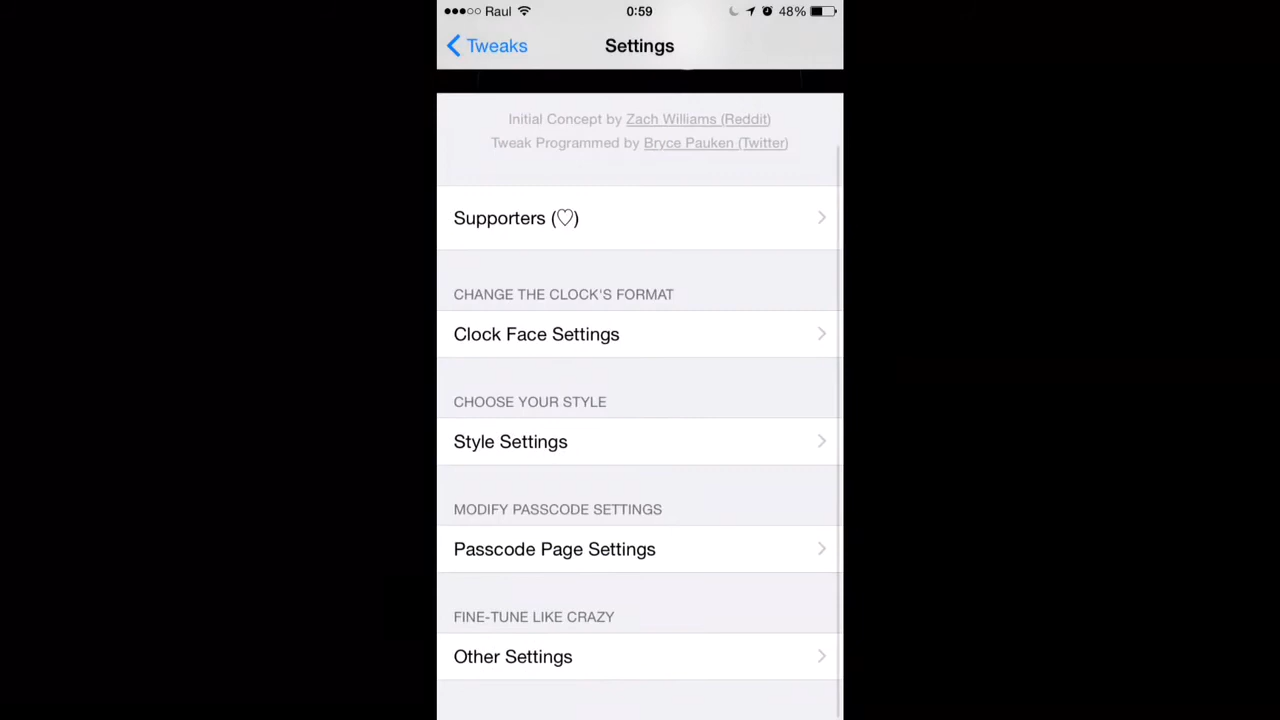 ●●●○○ Raul 0:59 48%
Tweaks Settings
Initial Concept by Zach Williams (Reddit)
Tweak Programmed by Bryce Pauken (Twitter)
Supporters (♡)
CHANGE THE CLOCK'S FORMAT
Clock Face Settings
CHOOSE YOUR STYLE
Style Settings
MODIFY PASSCODE SETTINGS
Passcode Page Settings
FINE-TUNE LIKE CRAZY
Other Settings